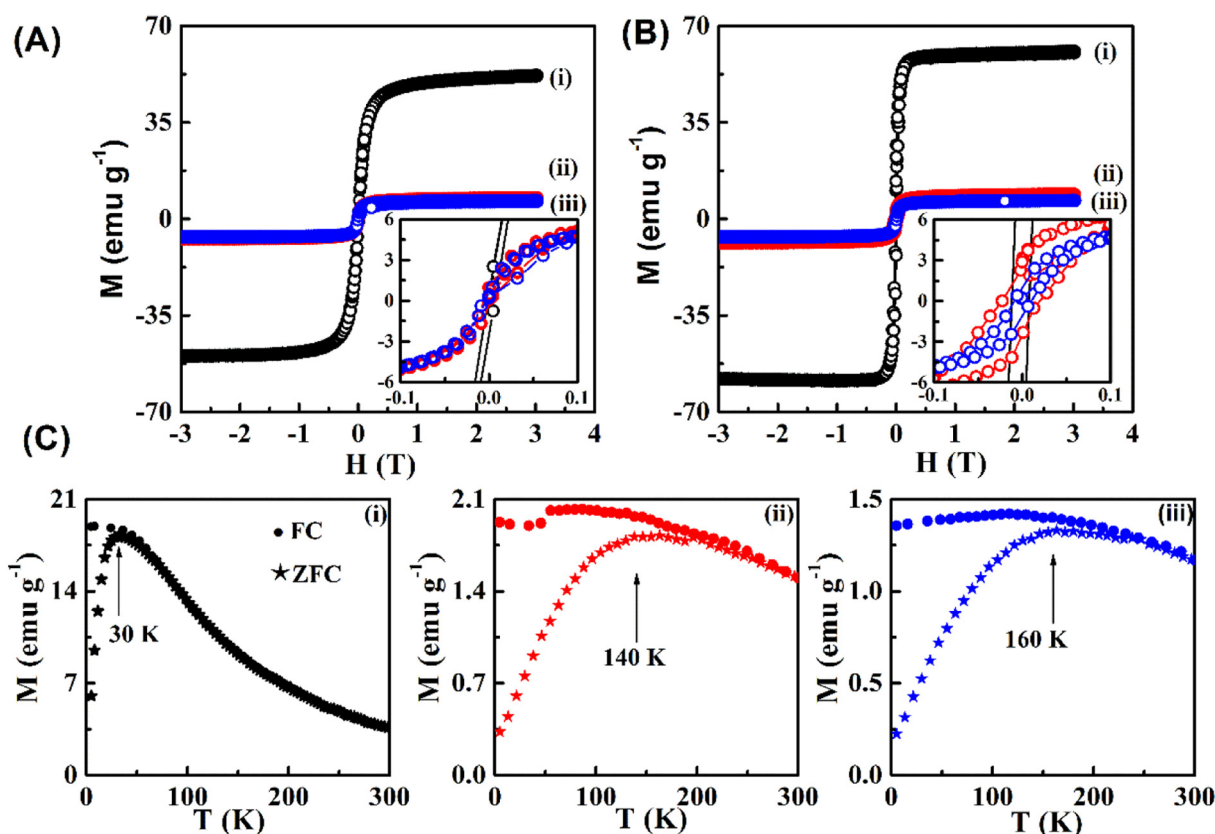 (A)
70
35
0
-35
-70
M (emu g⁻¹)
(i)
(ii)
(iii)
6
3
0
-3
-6
-0.1
0.0
0.1
-3
-2
-1
0
1
2
3
4
H (T)
(B)
70
35
0
-35
-70
M (emu g⁻¹)
(i)
(ii)
(iii)
6
3
0
-3
-6
-0.1
0.0
0.1
-3
-2
-1
0
1
2
3
4
H (T)
(C)
21
14
7
0
M (emu g⁻¹)
(i)
FC
ZFC
30 K
0
100
200
300
T (K)
2.1
1.4
0.7
0.0
M (emu g⁻¹)
(ii)
140 K
0
100
200
300
T (K)
1.5
1.0
0.5
0.0
M (emu g⁻¹)
(iii)
160 K
0
100
200
300
T (K)